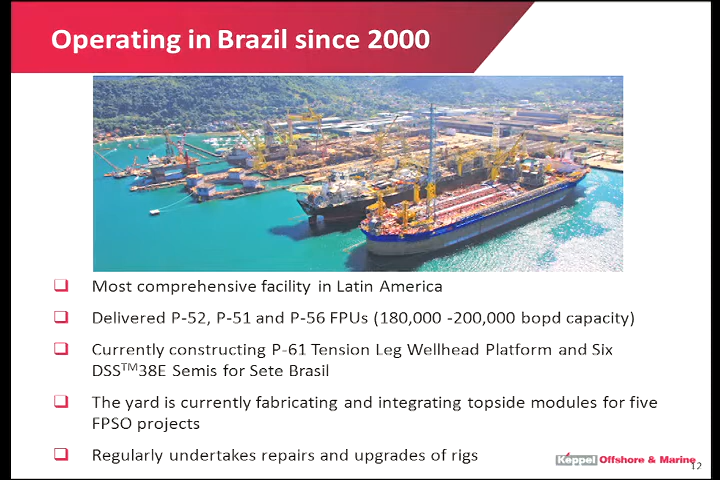 Operating in Brazil since 2000
Most comprehensive facility in Latin America
Delivered P-52, P-51 and P-56 FPUs (180,000 -200,000 bopd capacity)
Currently constructing P-61 Tension Leg Wellhead Platform and Six
DSS™38E Semis for Sete Brasil
The yard is currently fabricating and integrating topside modules for five
FPSO projects
Regularly undertakes repairs and upgrades of rigs
Keppel Offshore & Marine
12